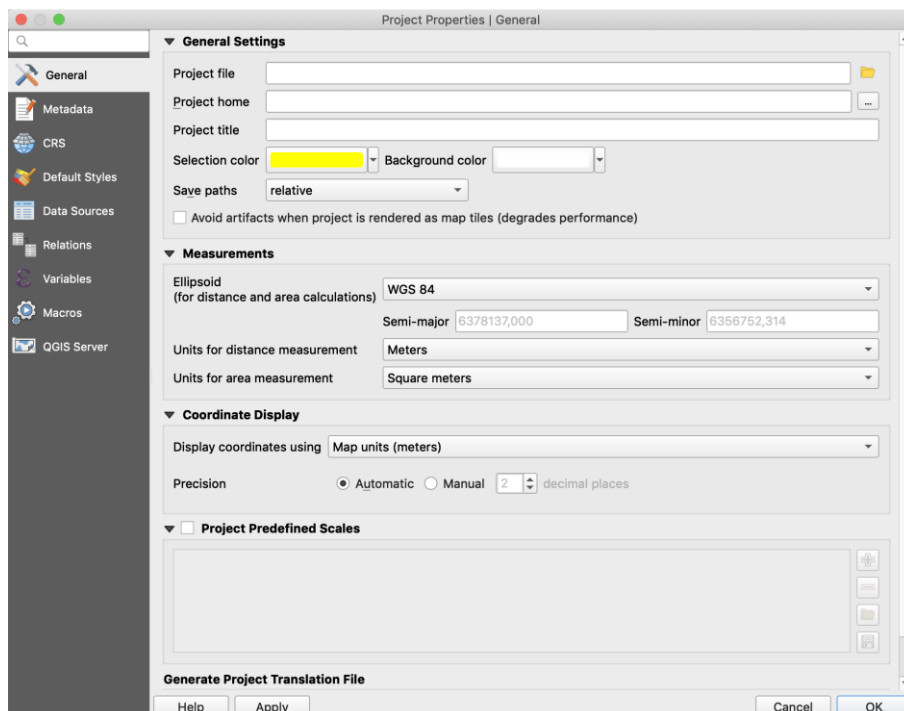 Project Properties | General
General
Metadata
CRS
Default Styles
Data Sources
Relations
Variables
Macros
QGIS Server
General Settings
Project file
Project home
...
Project title
Selection color
Background color
Save paths
relative
Avoid artifacts when project is rendered as map tiles (degrades performance)
Measurements
Ellipsoid
(for distance and area calculations)
WGS 84
Semi-major 6378137,000 Semi-minor 6356752,314
Units for distance measurement Meters
Units for area measurement Square meters
Coordinate Display
Display coordinates using Map units (meters)
Precision Automatic Manual 2 decimal places
Project Predefined Scales
Generate Project Translation File
Help Apply Cancel OK